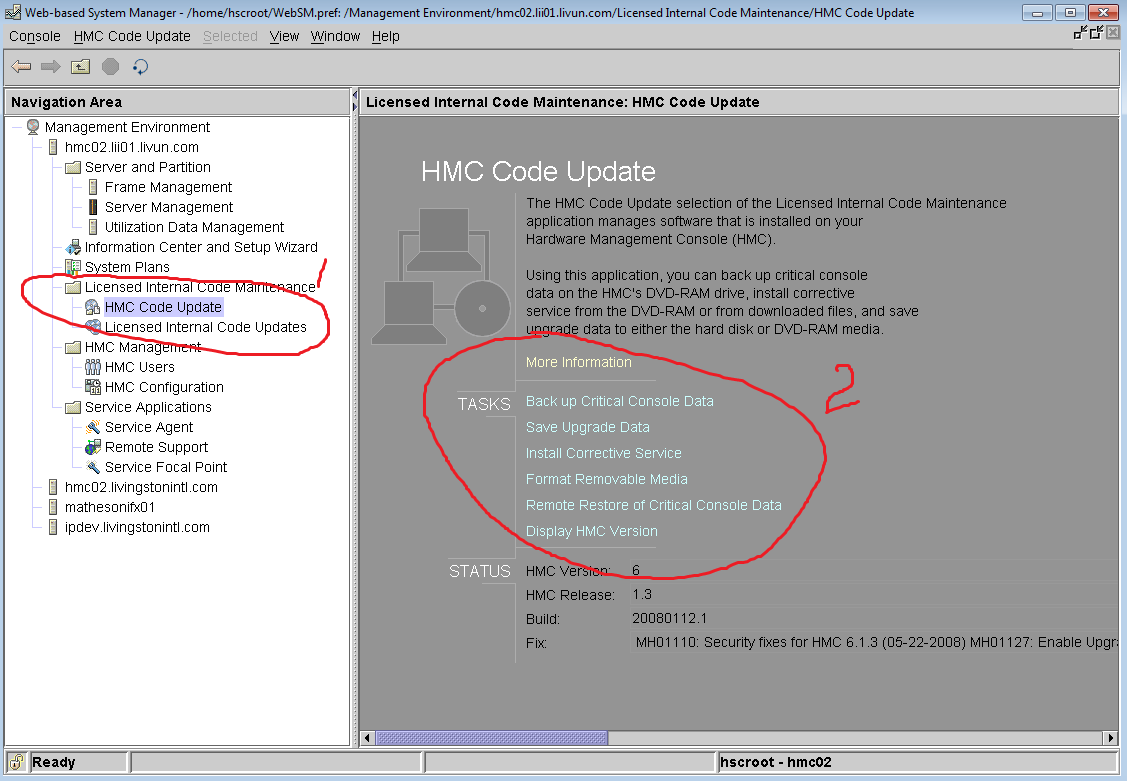 Web-based System Manager - /home/hscroot/WebSM.pref: /Management Environment/hmc02.lii01.livun.com/Licensed Internal Code Maintenance/HMC Code Update
Console HMC Code Update Selected View Window Help
Navigation Area
Management Environment
hmc02.lii01.livun.com
Server and Partition
Frame Management
Server Management
Utilization Data Management
Information Center and Setup Wizard
System Plans
Licensed Internal Code Maintenance
1
HMC Code Update
Licensed Internal Code Updates
HMC Management
HMC Users
HMC Configuration
Service Applications
Service Agent
Remote Support
Service Focal Point
hmc02.livingstonintl.com
mathesonifx01
ipdev.livingstonintl.com
Licensed Internal Code Maintenance: HMC Code Update
HMC Code Update
The HMC Code Update selection of the Licensed Internal Code Maintenance
application manages software that is installed on your
Hardware Management Console (HMC).
Using this application, you can back up critical console
data on the HMC's DVD-RAM drive, install corrective
service from the DVD-RAM or from downloaded files, and save
upgrade data to either the hard disk or DVD-RAM media.
More Information
2
TASKS
Back up Critical Console Data
Save Upgrade Data
Install Corrective Service
Format Removable Media
Remote Restore of Critical Console Data
Display HMC Version
STATUS
HMC Version: 6
HMC Release: 1.3
Build: 20080112.1
Fix: MH01110: Security fixes for HMC 6.1.3 (05-22-2008) MH01127: Enable Upgra
Ready
hscroot - hmc02